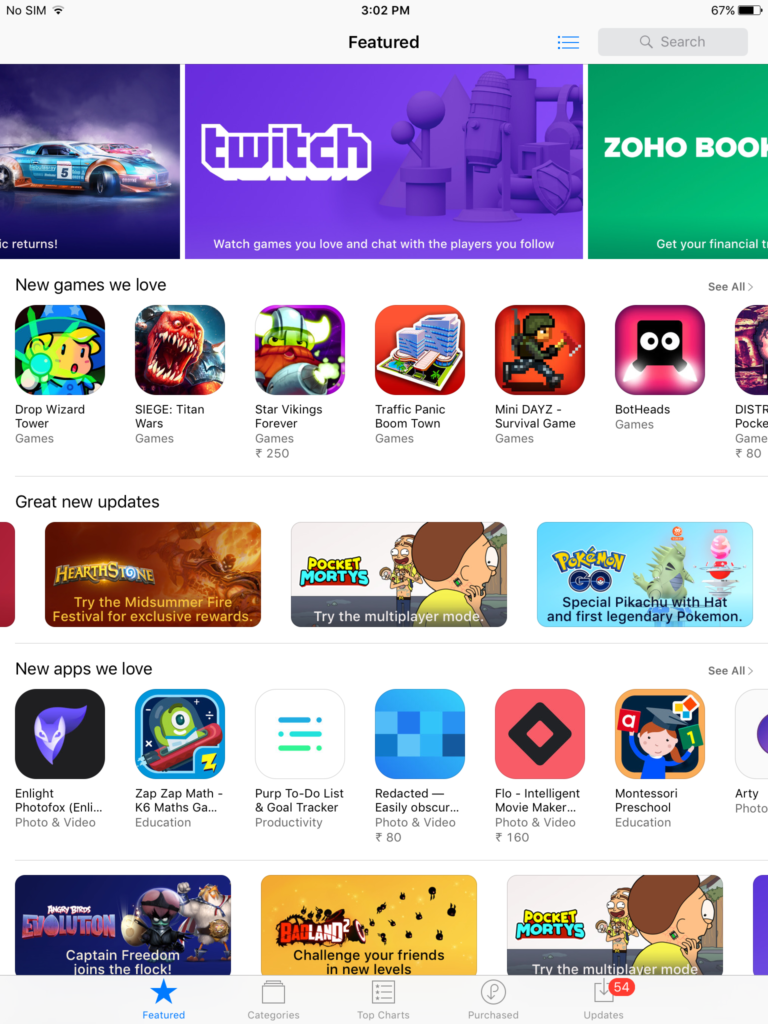 No SIM 3:02 PM 67%
Featured
Search
twitch
ZOHO BOOK
5
ic returns!
Watch games you love and chat with the players you follow
Get your financial tr
New games we love
See All
Drop Wizard
Tower
Games
SIEGE: Titan
Wars
Games
Star Vikings
Forever
Games
₹ 250
Traffic Panic
Boom Town
Games
Mini DAYZ -
Survival Game
Games
BotHeads
Games
DISTR
Pocke
Game
₹ 80
Great new updates
HEARTHSTONE
Try the Midsummer Fire
Festival for exclusive rewards.
POCKET
MORTYS
Try the multiplayer mode.
POKÉMON
GO
Special Pikachu with Hat
and first legendary Pokemon.
New apps we love
See All
a
1
Z
Enlight
Photofox (Enli...
Photo & Video
Zap Zap Math -
K6 Maths Ga...
Education
Purp To-Do List
& Goal Tracker
Productivity
Redacted —
Easily obscur...
Photo & Video
₹ 80
Flo - Intelligent
Movie Maker...
Photo & Video
₹ 160
Montessori
Preschool
Education
Arty
Photo
ANGRY BIRDS
EVOLUTION
Captain Freedom
joins the flock!
BADLAND2
Challenge your friends
in new levels
POCKET
MORTYS
Try the multiplayer mode
54
Featured
Categories
Top Charts
Purchased
Updates